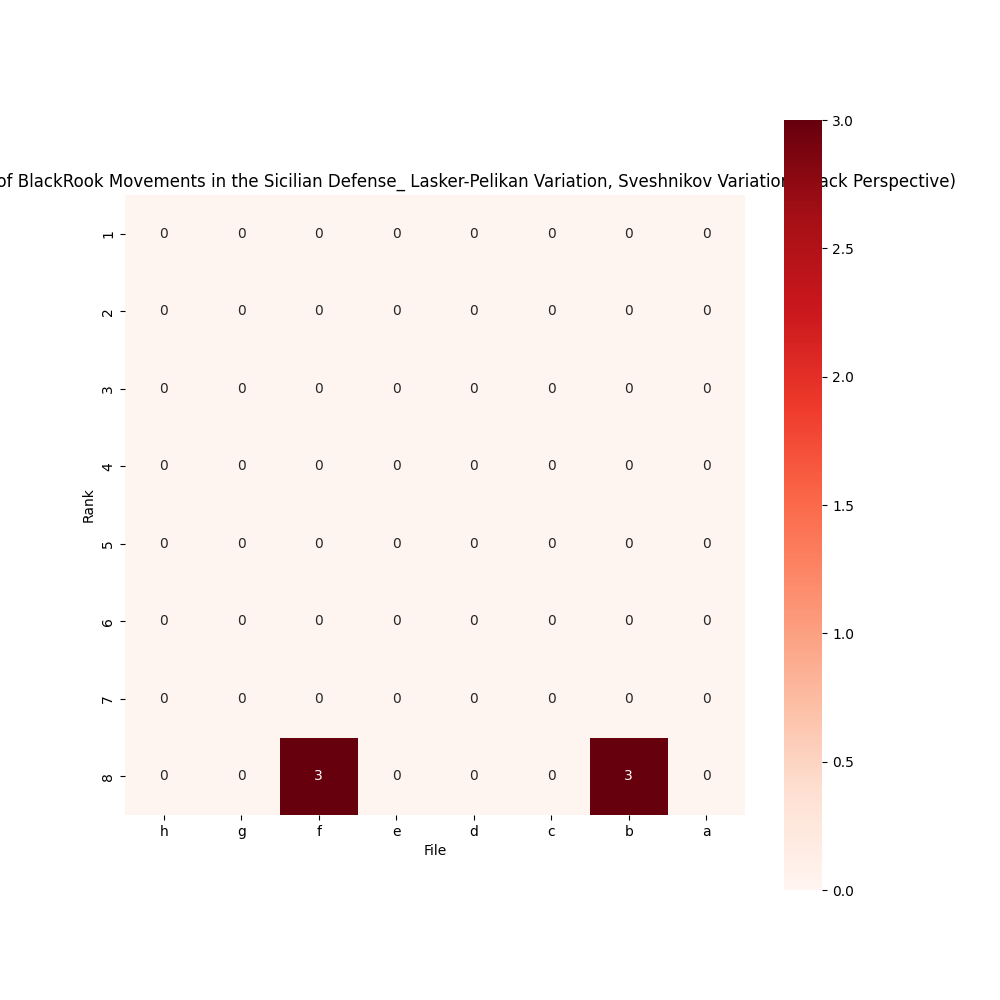 of BlackRook Movements in the Sicilian Defense_ Lasker-Pelikan Variation, Sveshnikov Variation Perspective)
3.0
2.5
2.0
1.5
1.0
0.5
0.0
Rank
1 0 0 0 0 0 0 0 0
2 0 0 0 0 0 0 0 0
3 0 0 0 0 0 0 0 0
4 0 0 0 0 0 0 0 0
5 0 0 0 0 0 0 0 0
6 0 0 0 0 0 0 0 0
7 0 0 0 0 0 0 0 0
8 0 0 3 0 0 0 3 0
h g f e d c b a
File